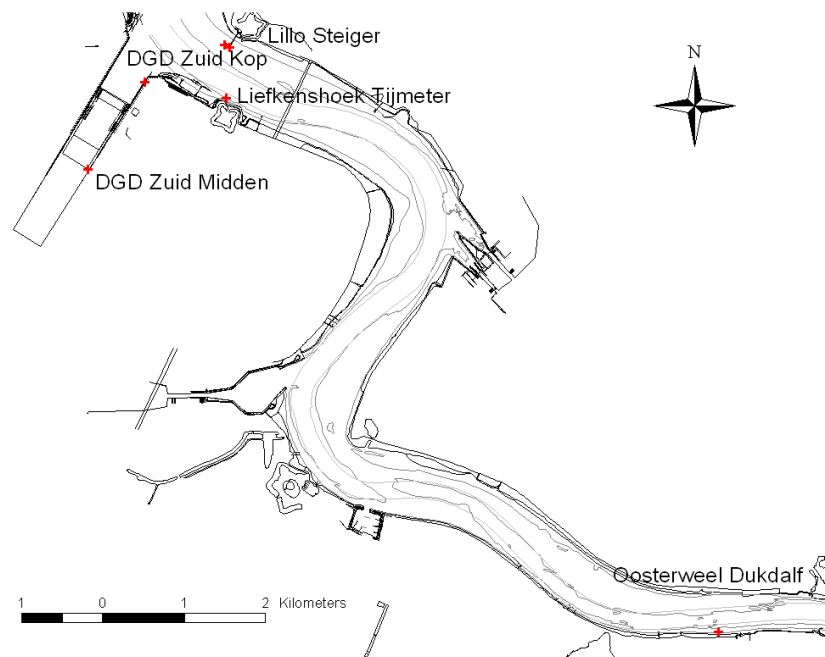 Lillo Steiger
DGD Zuid Kop
Liefkenshoek Tijmeter
N
DGD Zuid Midden
Oosterweel Dukdalf
1 0 1 2 Kilometers